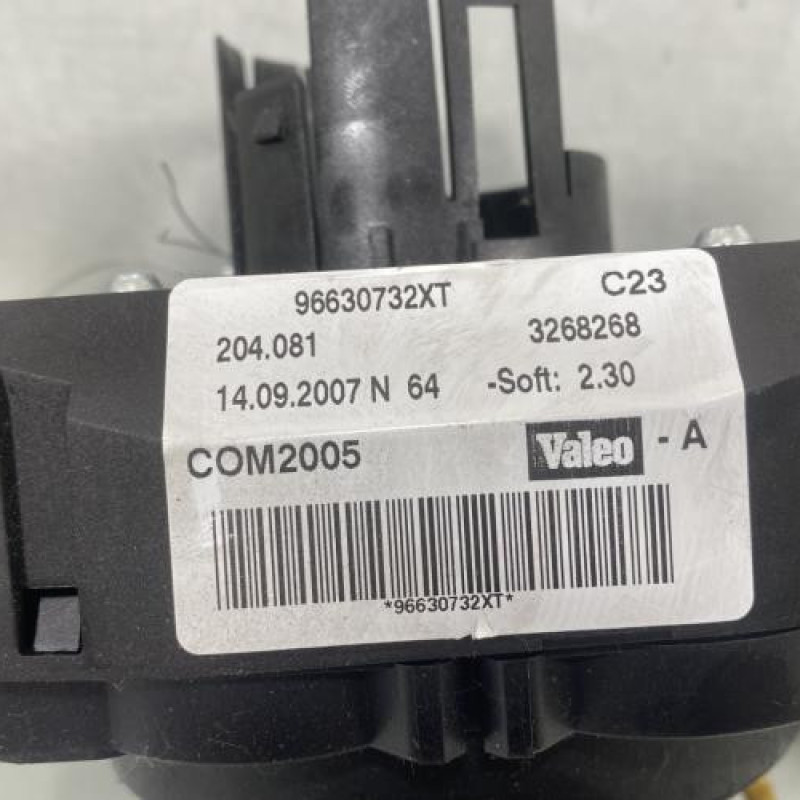 96630732XT C23
204.081 3268268
14.09.2007 N 64 -Soft: 2.30
COM2005 Valeo - A
*96630732XT*